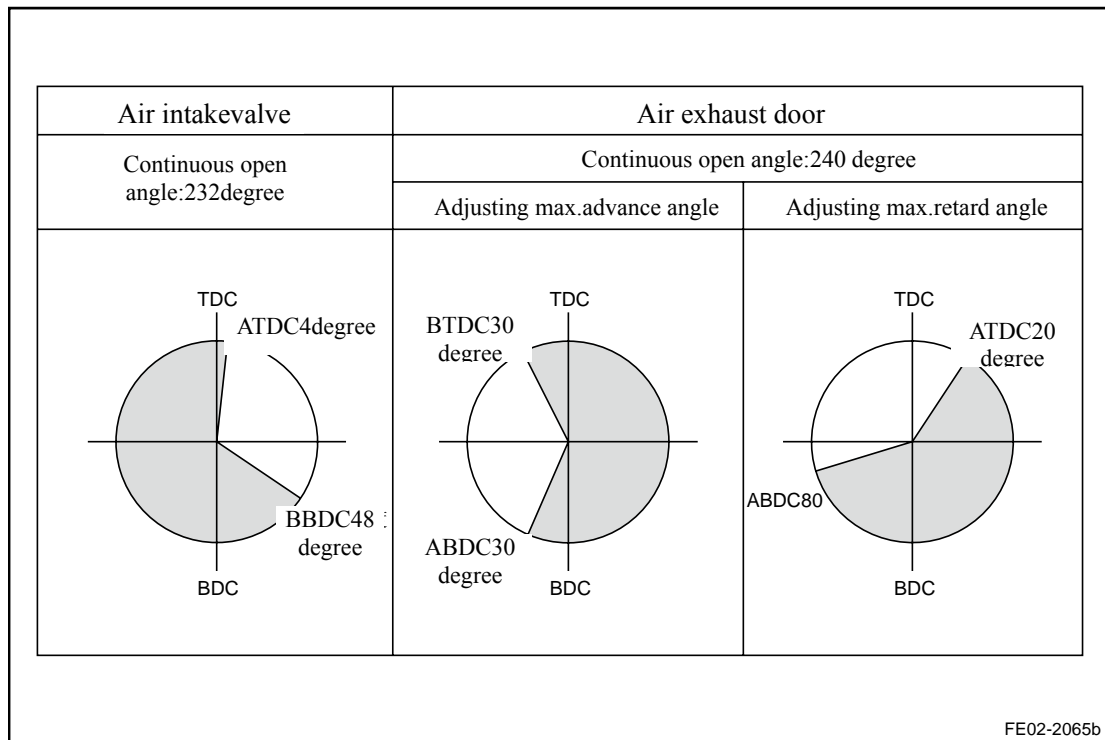 Air intakevalve
Air exhaust door
Continuous open
angle:232degree
Continuous open angle:240 degree
Adjusting max.advance angle
Adjusting max.retard angle
TDC
ATDC4degree
BBDC48
degree
BDC
TDC
BTDC30
degree
ABDC30
degree
BDC
TDC
ATDC20
degree
ABDC80
BDC
FE02-2065b